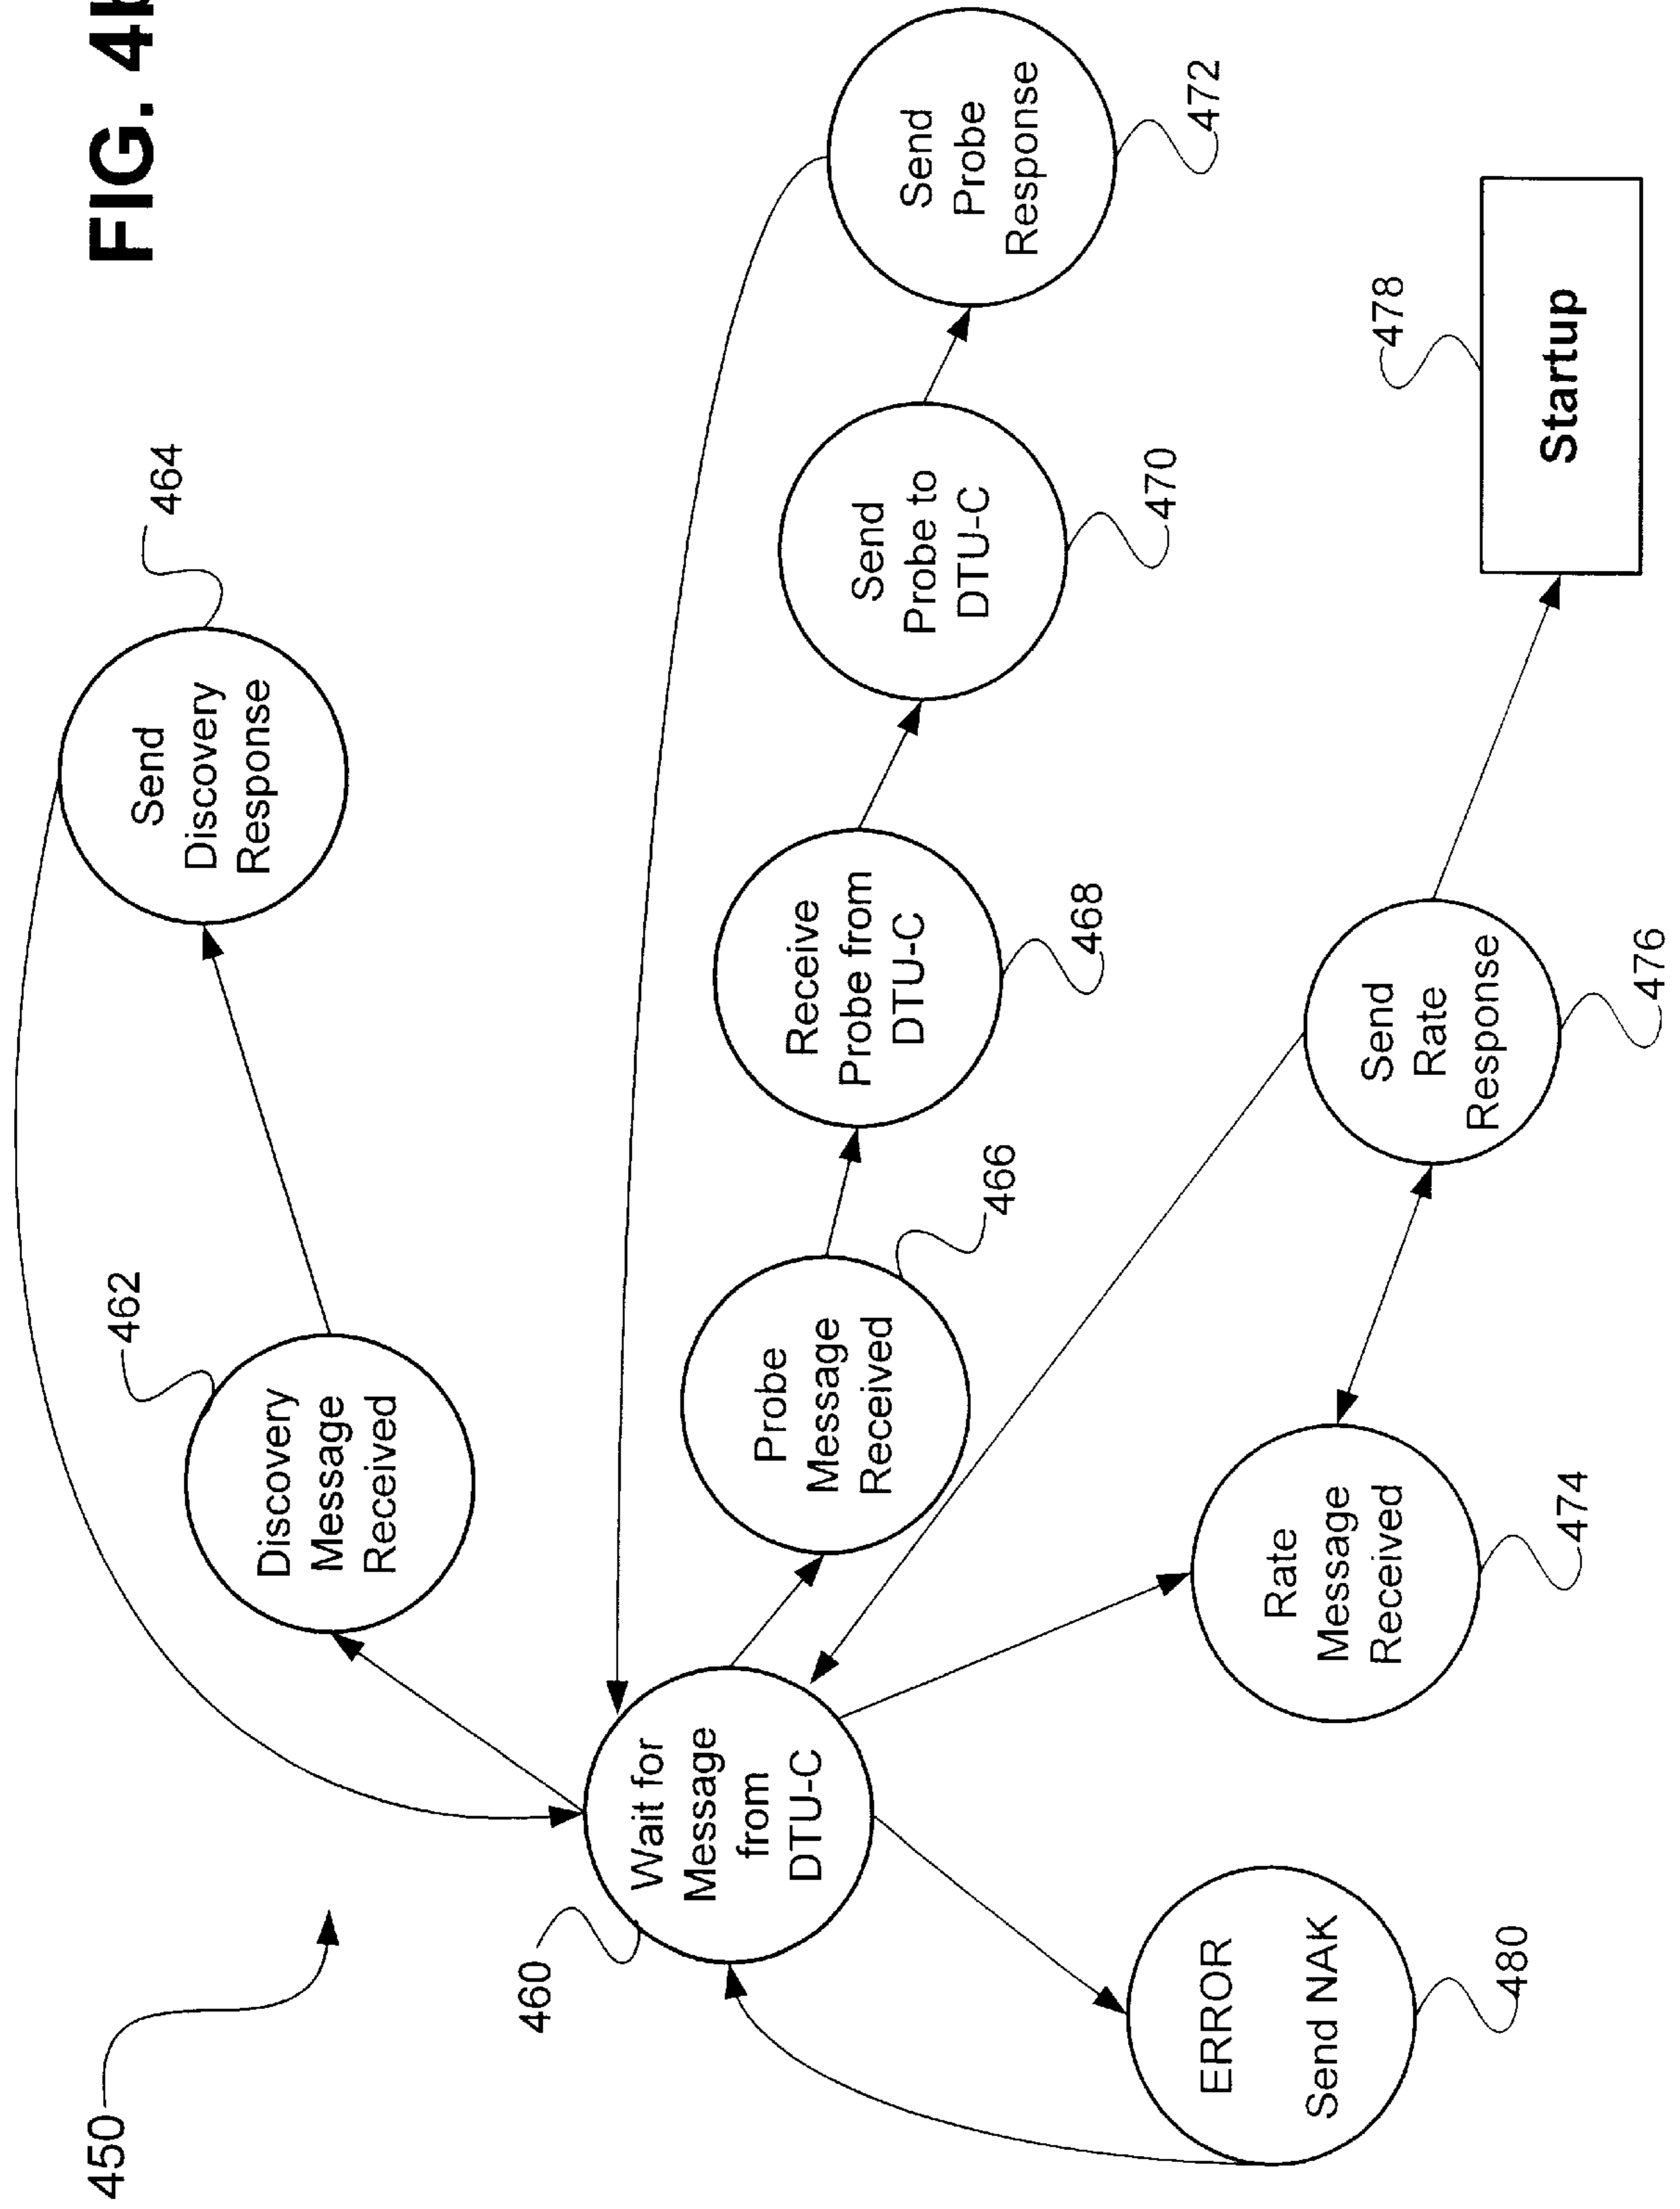 FIG. 4b
450
462
464
Discovery
Message
Received
Send
Discovery
Response
460
Wait for
Message
from
DTU-C
Probe
Message
Received
466
Receive
Probe from
DTU-C
468
Send
Probe to
DTU-C
470
Send
Probe
Response
472
ERROR
Send NAK
480
Rate
Message
Received
474
Send
Rate
Response
476
478
Startup